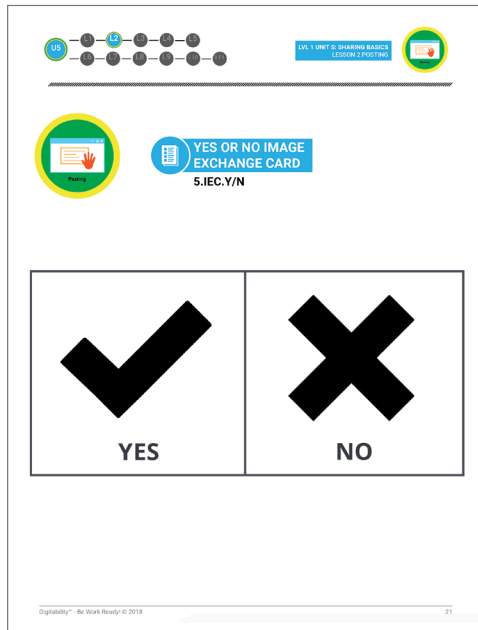 U5
L1 L2 L3 L4 L5
L6 L7 L8 L9 L10
LVL 1 UNIT 5: SHARING BASICS
LESSON 2 POSTING
Posting
Posting
YES OR NO IMAGE
EXCHANGE CARD
5.IEC.Y/N
YES
NO
Digitability™ - Be Work Ready! © 2018
21